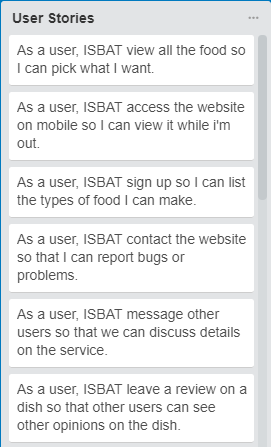 User Stories
As a user, ISBAT view all the food so
I can pick what I want.
As a user, ISBAT access the website
on mobile so I can view it while i'm
out.
As a user, ISBAT sign up so I can list
the types of food I can make.
As a user, ISBAT contact the website
so that I can report bugs or
problems.
As a user, ISBAT message other
users so that we can discuss details
on the service.
As a user, ISBAT leave a review on a
dish so that other users can see
other opinions on the dish.